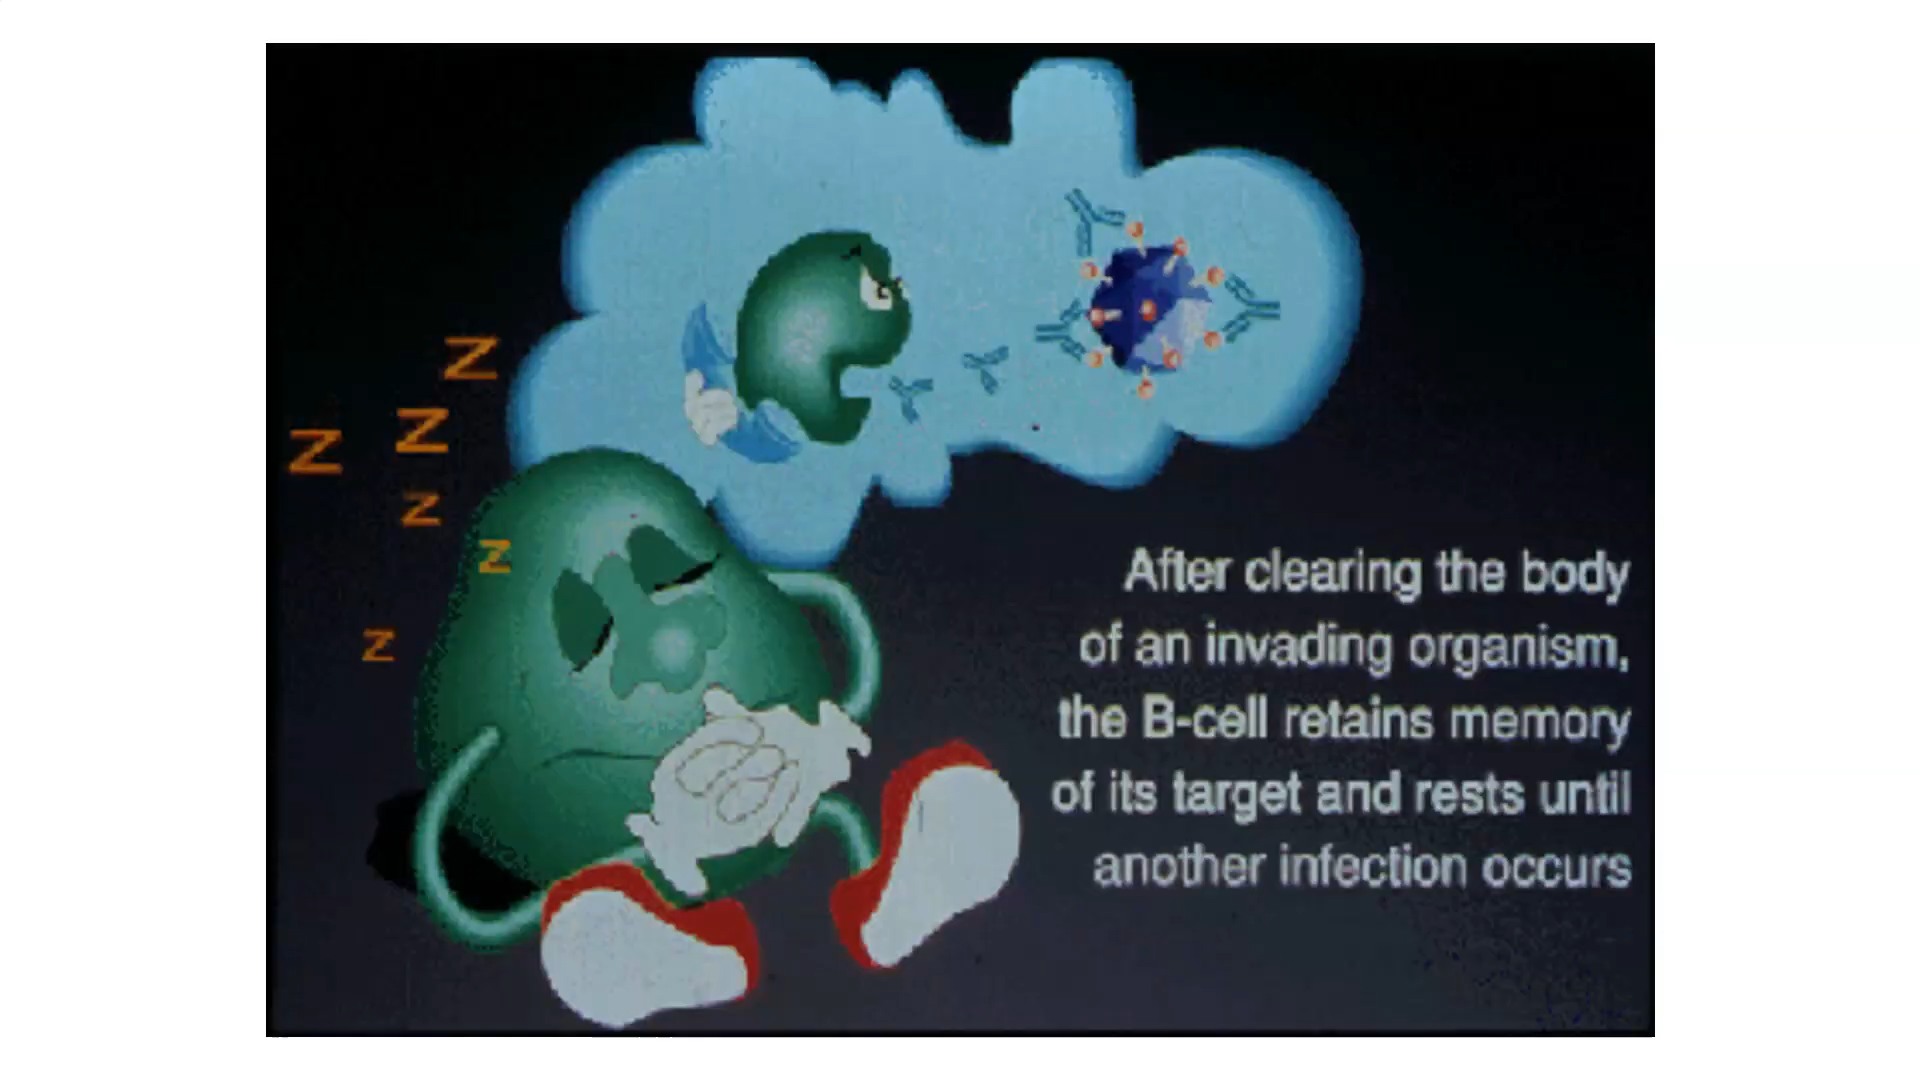 Z
Z
Z
Z
Z
Z
After clearing the body
of an invading organism,
the B-cell retains memory
of its target and rests until
another infection occurs